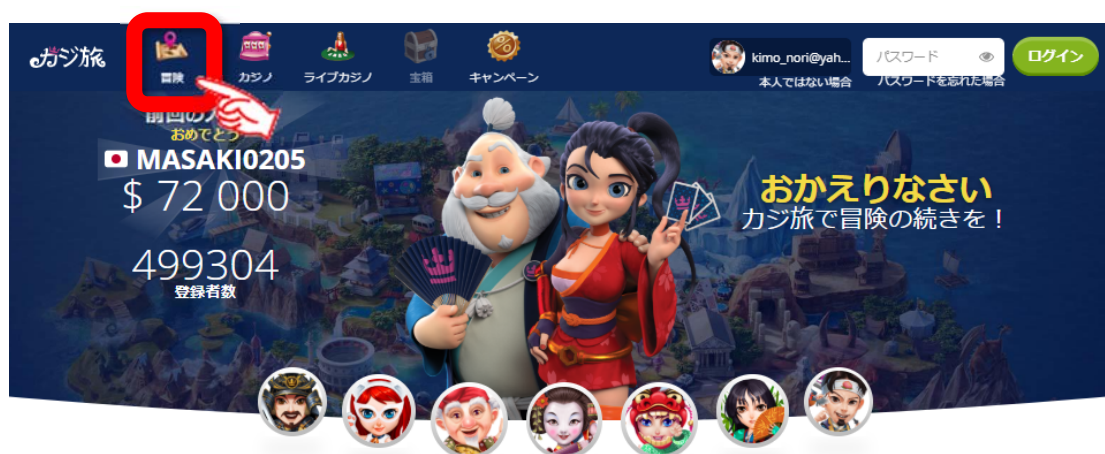 カジ旅
冒険
カジノ
ライブカジノ
宝箱
キャンペーン
kimo_nori@yah...
パスワード
ログイン
本人ではない場合
パスワードを忘れた場合
前回の
おめでとう
MASAKI0205
$ 72 000
499304
登録者数
おかえりなさい
カジ旅で冒険の続きを！